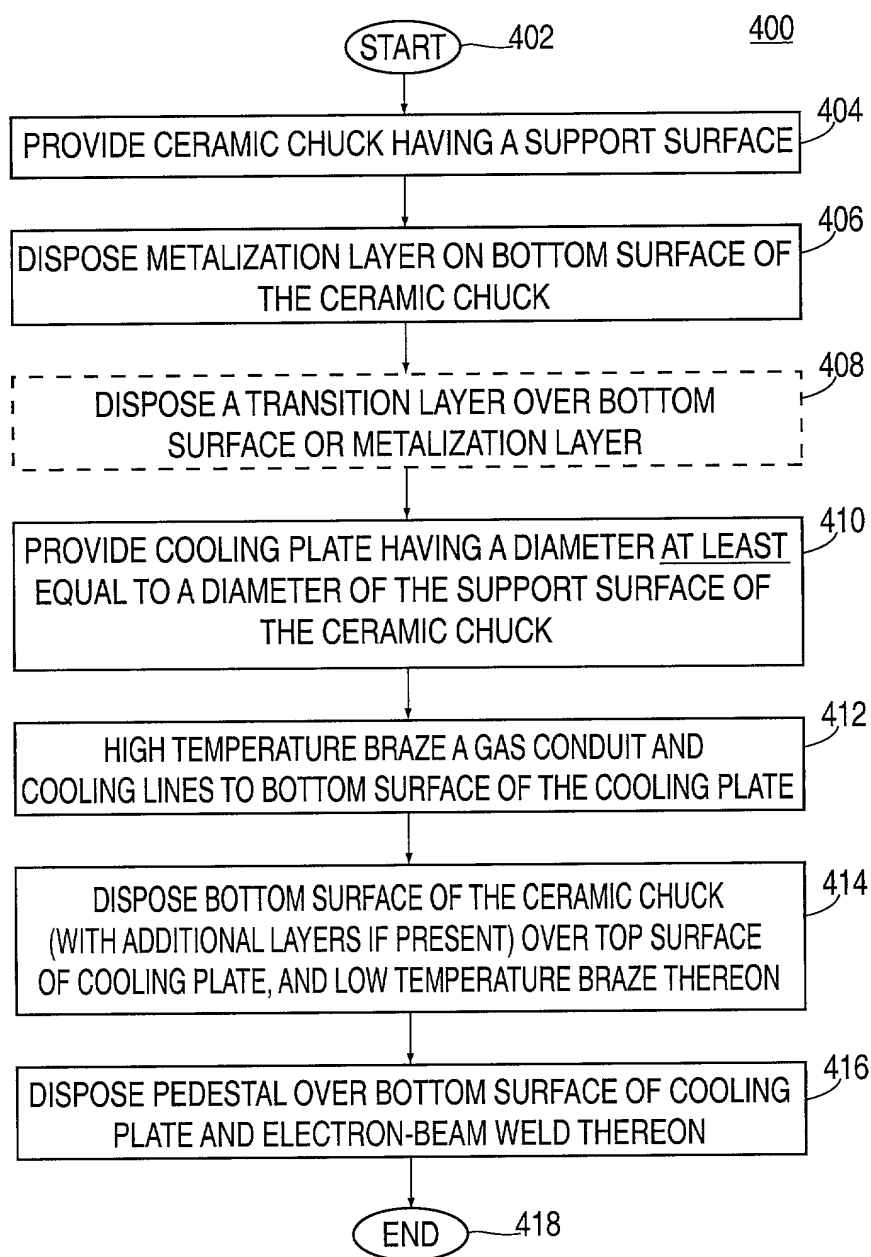 400
START 402
404
PROVIDE CERAMIC CHUCK HAVING A SUPPORT SURFACE
406
DISPOSE METALIZATION LAYER ON BOTTOM SURFACE OF
THE CERAMIC CHUCK
408
DISPOSE A TRANSITION LAYER OVER BOTTOM
SURFACE OR METALIZATION LAYER
410
PROVIDE COOLING PLATE HAVING A DIAMETER AT LEAST
EQUAL TO A DIAMETER OF THE SUPPORT SURFACE OF
THE CERAMIC CHUCK
412
HIGH TEMPERATURE BRAZE A GAS CONDUIT AND
COOLING LINES TO BOTTOM SURFACE OF THE COOLING PLATE
414
DISPOSE BOTTOM SURFACE OF THE CERAMIC CHUCK
(WITH ADDITIONAL LAYERS IF PRESENT) OVER TOP SURFACE
OF COOLING PLATE, AND LOW TEMPERATURE BRAZE THEREON
416
DISPOSE PEDESTAL OVER BOTTOM SURFACE OF COOLING
PLATE AND ELECTRON-BEAM WELD THEREON
END 418